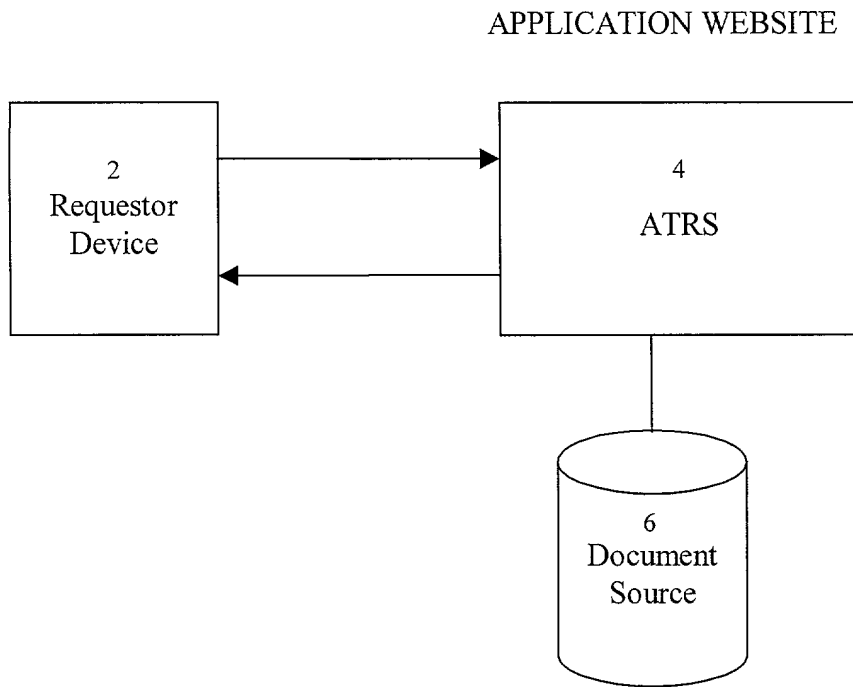 APPLICATION WEBSITE
2
Requestor
Device
4
ATRS
6
Document
Source